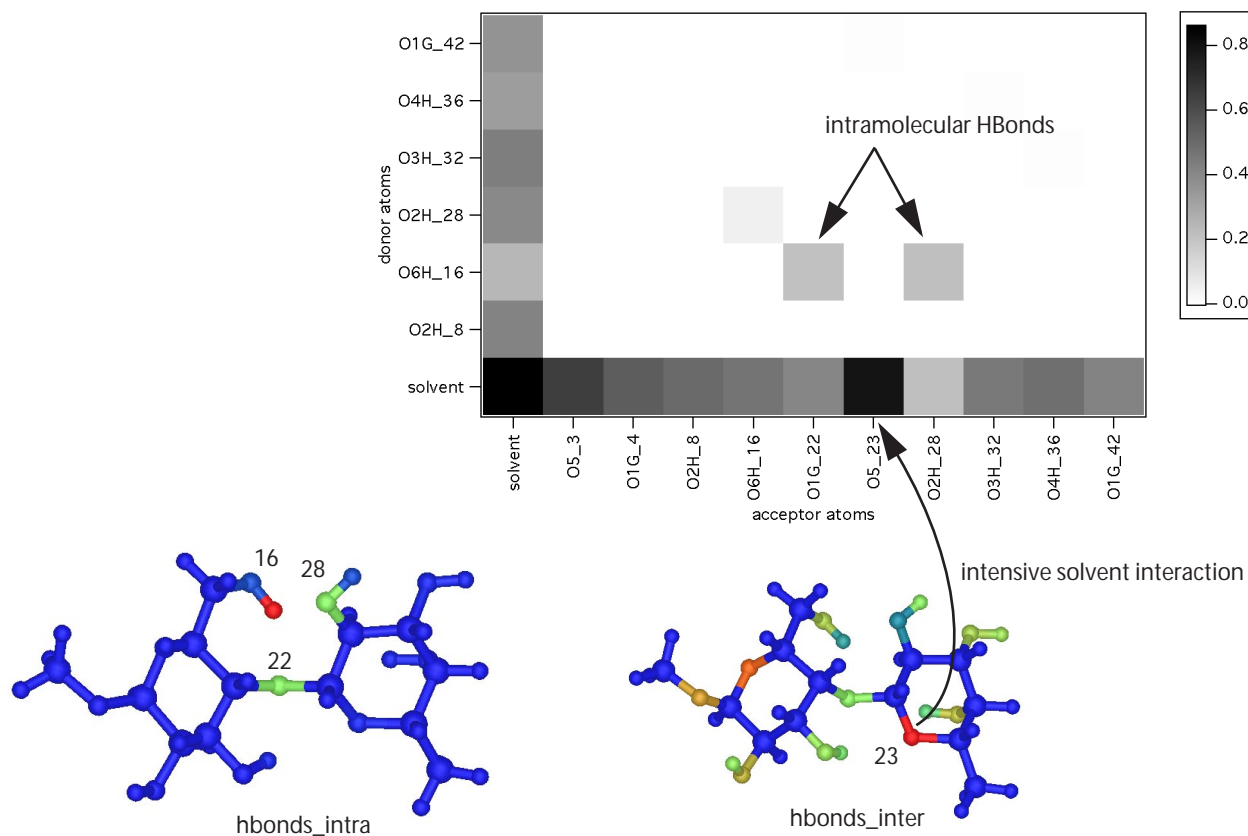 O1G_42
O4H_36
O3H_32
O2H_28
O6H_16
O2H_8
solvent
donor atoms
intramolecular HBonds
0.8
0.6
0.4
0.2
0.0
solvent
O5_3
O1G_4
O2H_8
O6H_16
O1G_22
O5_23
O2H_28
O3H_32
O4H_36
O1G_42
acceptor atoms
intensive solvent interaction
16
28
22
hbonds_intra
23
hbonds_inter